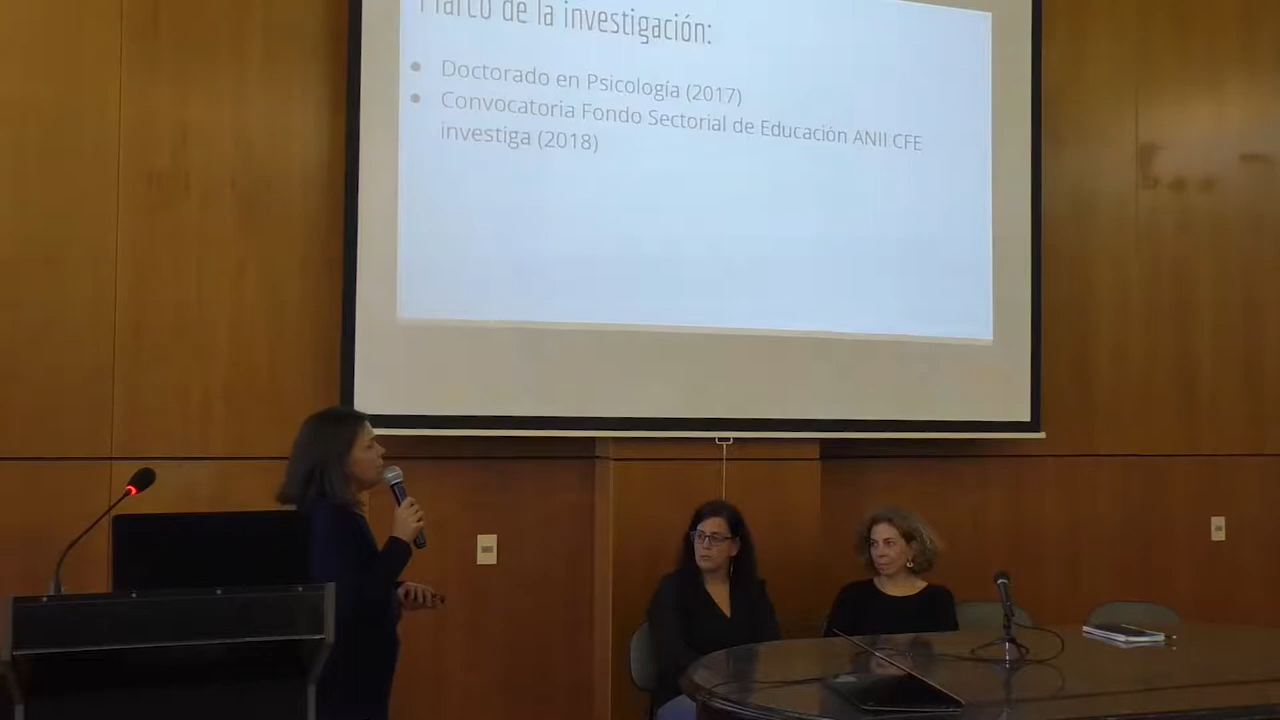 Marco de la investigación:
Doctorado en Psicología (2017)
Convocatoria Fondo Sectorial de Educación ANII CFE
investiga (2018)